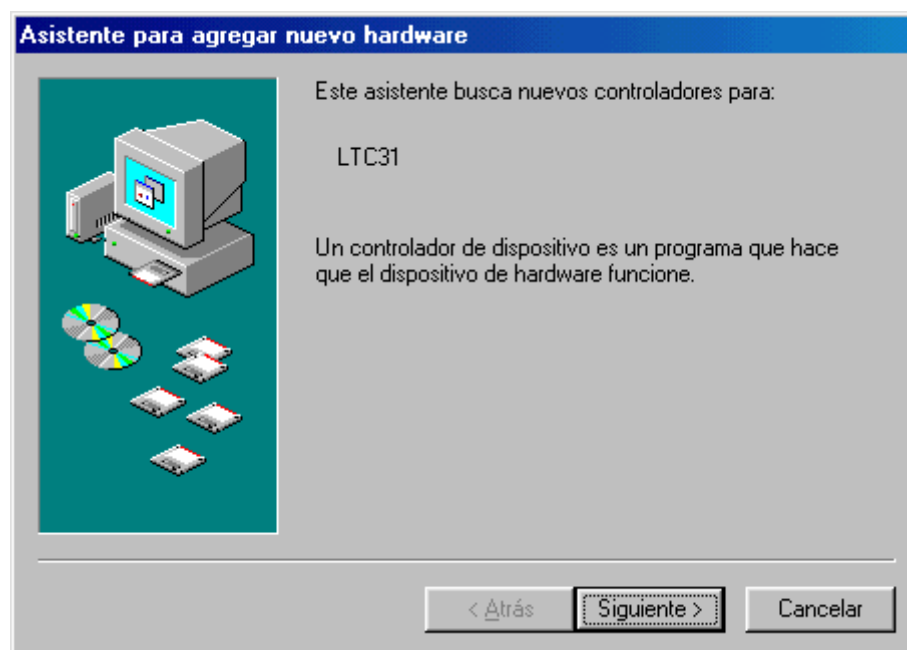 Asistente para agregar nuevo hardware
Este asistente busca nuevos controladores para:
LTC31
Un controlador de dispositivo es un programa que hace
que el dispositivo de hardware funcione.
< Atrás
Siguiente >
Cancelar